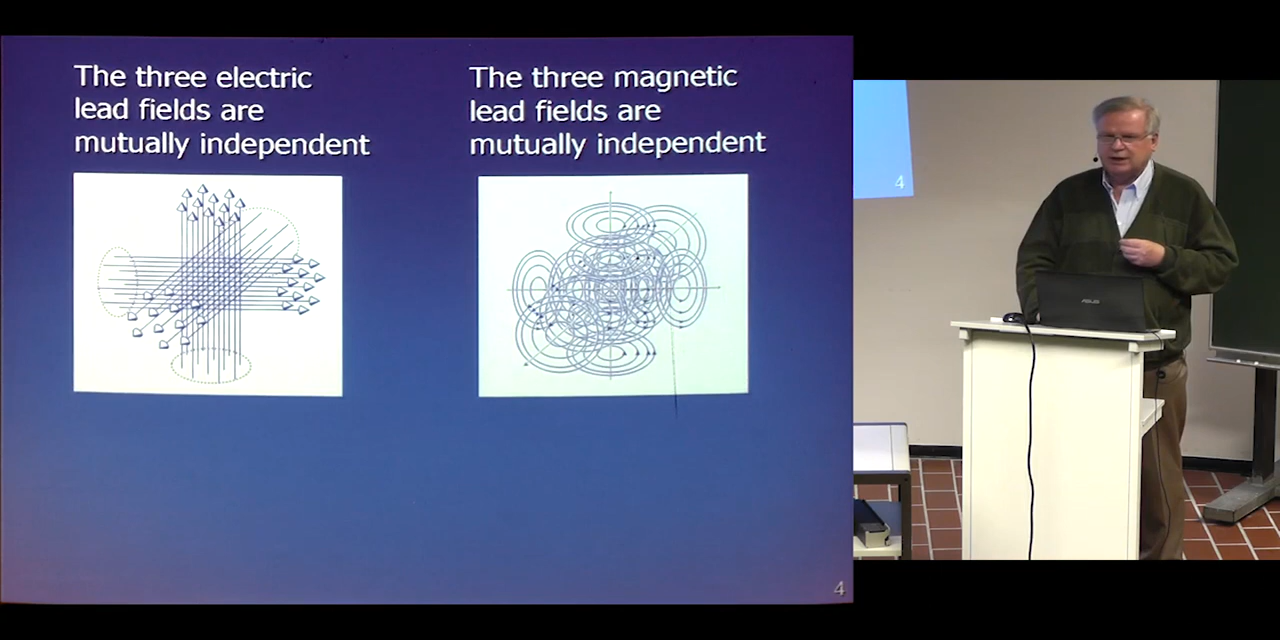 The three electric
lead fields are
mutually independent
The three magnetic
lead fields are
mutually independent
4
4
ASUS